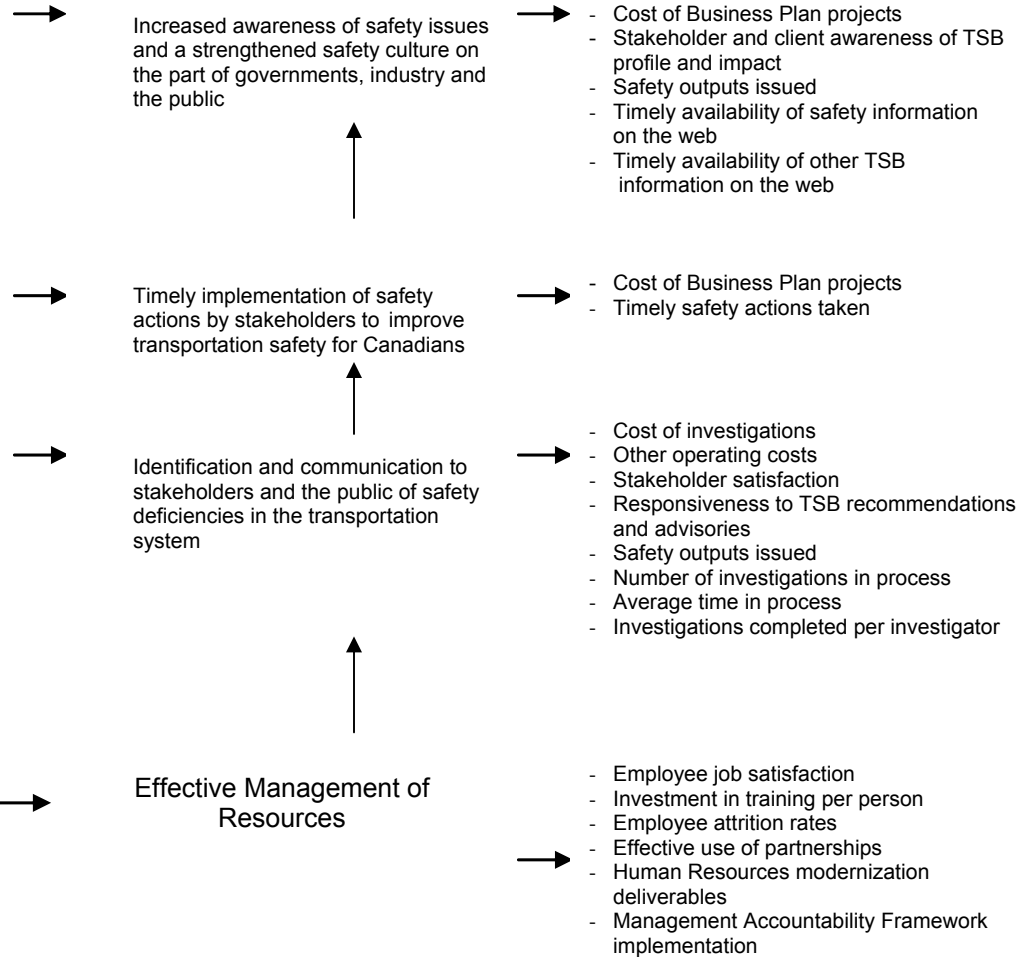 Increased awareness of safety issues
and a strengthened safety culture on
the part of governments, industry and
the public
- Cost of Business Plan projects
- Stakeholder and client awareness of TSB
profile and impact
- Safety outputs issued
- Timely availability of safety information
on the web
- Timely availability of other TSB
information on the web
Timely implementation of safety
actions by stakeholders to improve
transportation safety for Canadians
- Cost of Business Plan projects
- Timely safety actions taken
Identification and communication to
stakeholders and the public of safety
deficiencies in the transportation
system
- Cost of investigations
- Other operating costs
- Stakeholder satisfaction
- Responsiveness to TSB recommendations
and advisories
- Safety outputs issued
- Number of investigations in process
- Average time in process
- Investigations completed per investigator
Effective Management of
Resources
- Employee job satisfaction
- Investment in training per person
- Employee attrition rates
- Effective use of partnerships
- Human Resources modernization
deliverables
- Management Accountability Framework
implementation